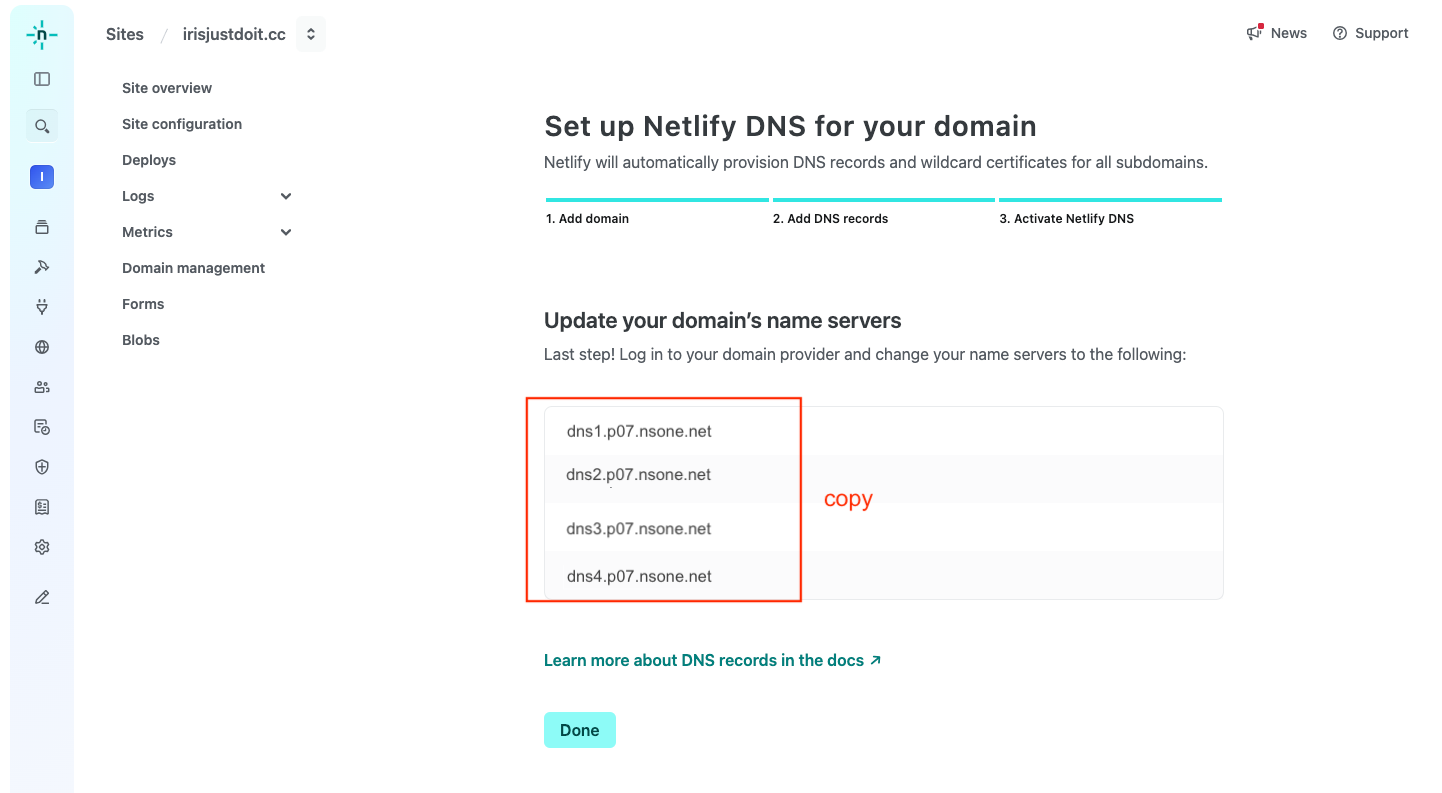 n
Sites / irisjustdoit.cc
News
Support
I
Site overview
Site configuration
Deploys
Logs
Metrics
Domain management
Forms
Blobs
Set up Netlify DNS for your domain
Netlify will automatically provision DNS records and wildcard certificates for all subdomains.
1. Add domain
2. Add DNS records
3. Activate Netlify DNS
Update your domain’s name servers
Last step! Log in to your domain provider and change your name servers to the following:
dns1.p07.nsone.net
dns2.p07.nsone.net
copy
dns3.p07.nsone.net
dns4.p07.nsone.net
Learn more about DNS records in the docs ↗
Done